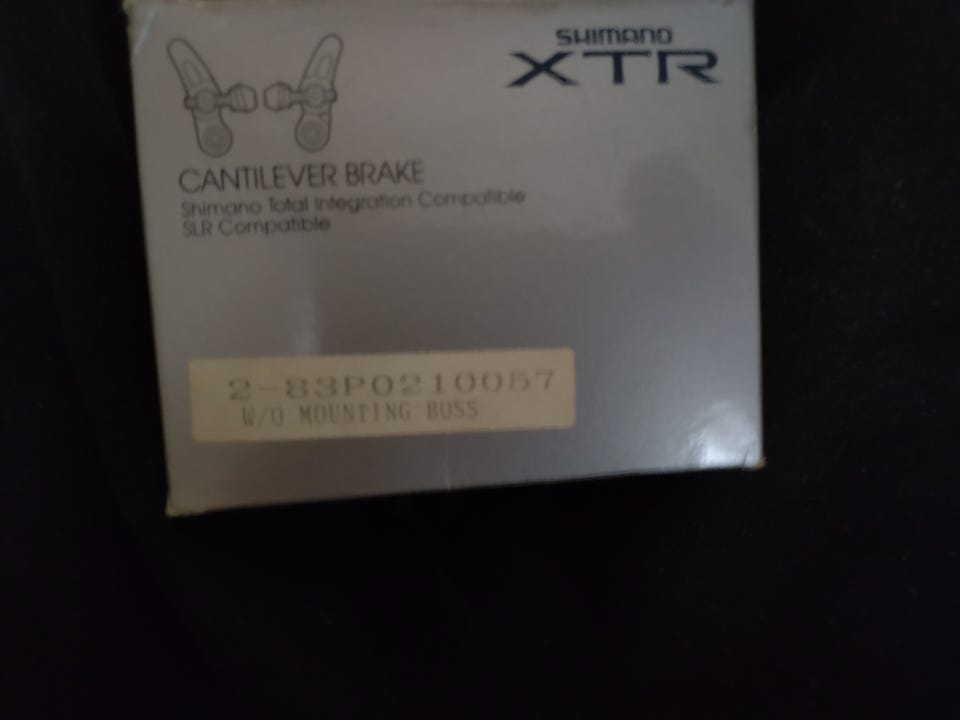 SHIMANO
XTR
CANTILEVER BRAKE
Shimano Total Integration Compatible
SLR Compatible
2-83P0210057
W/O MOUNTING BOSS